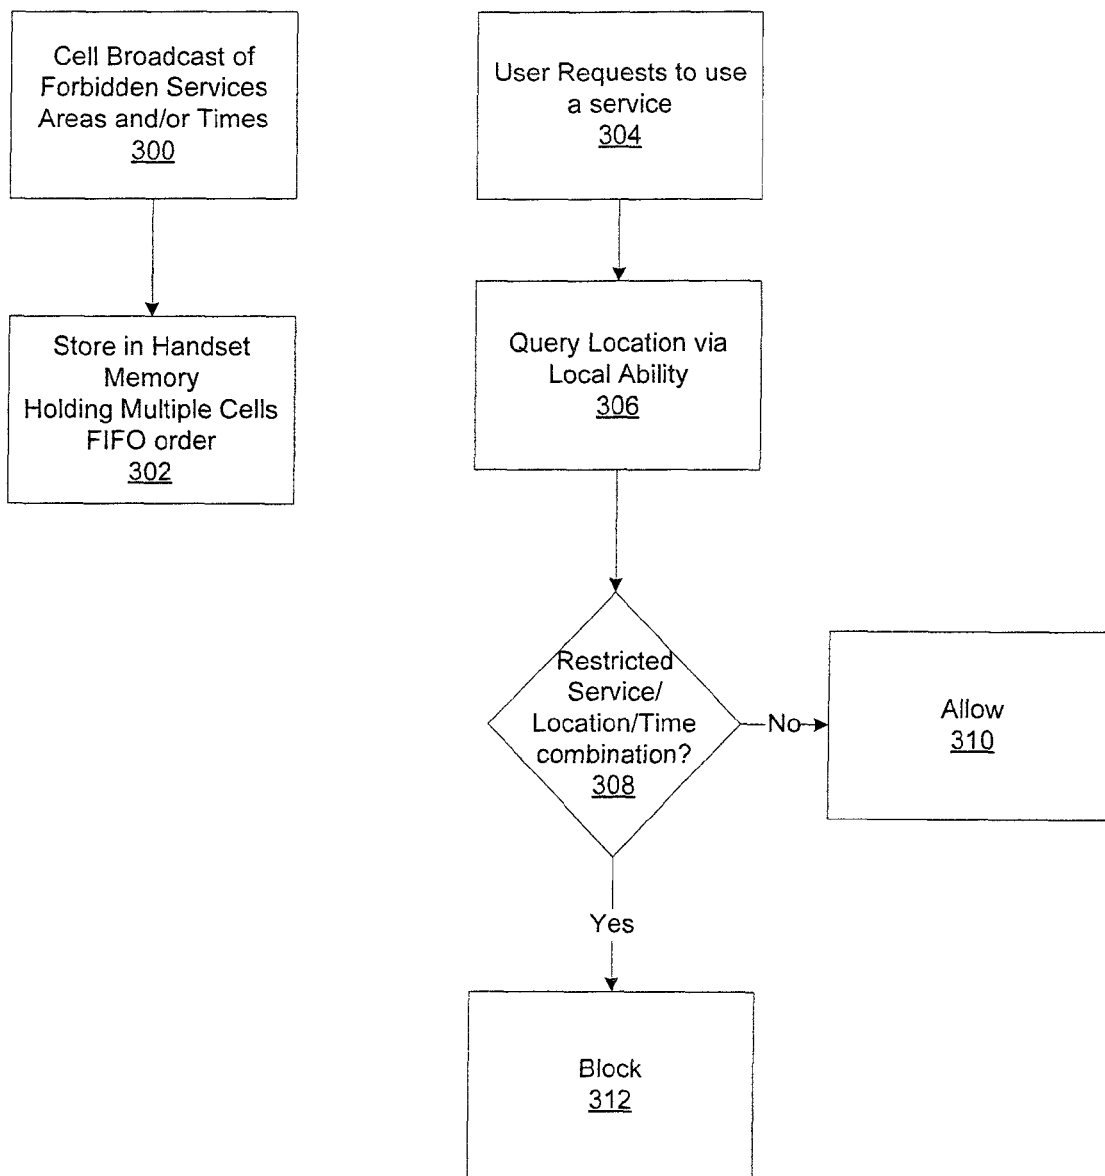 Cell Broadcast of
Forbidden Services
Areas and/or Times
300
Store in Handset
Memory
Holding Multiple Cells
FIFO order
302
User Requests to use
a service
304
Query Location via
Local Ability
306
Restricted
Service/
Location/Time
combination?
308
No
Allow
310
Yes
Block
312